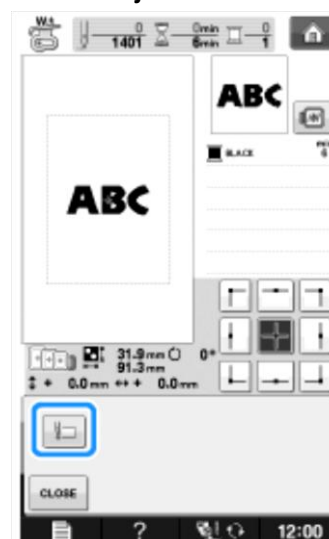 W+
0
1401
0min
6min
0
1
ABC
BLACK
ABC
31.9mm
91.3mm
0°
+ 0.0mm
+ 0.0mm
CLOSE
?
12:00